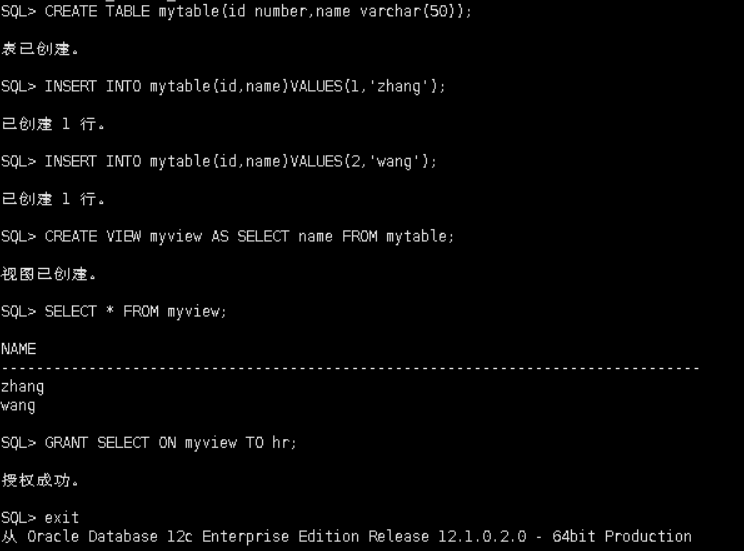 SQL> CREATE TABLE mytable(id number,name varchar(50));
表已创建。
SQL> INSERT INTO mytable(id,name)VALUES(1,'zhang');
已创建 1 行。
SQL> INSERT INTO mytable(id,name)VALUES(2,'wang');
已创建 1 行。
SQL> CREATE VIEW myview AS SELECT name FROM mytable;
视图已创建。
SQL> SELECT * FROM myview;
NAME
--------------------------------------------------------------------------------
zhang
wang
SQL> GRANT SELECT ON myview TO hr;
授权成功。
SQL> exit
从 Oracle Database 12c Enterprise Edition Release 12.1.0.2.0 - 64bit Production